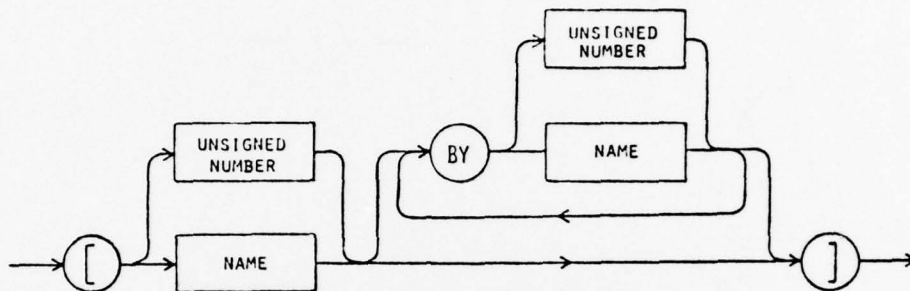 UNSIGNED
NUMBER
UNSIGNED
NUMBER
BY
NAME
[
NAME
]